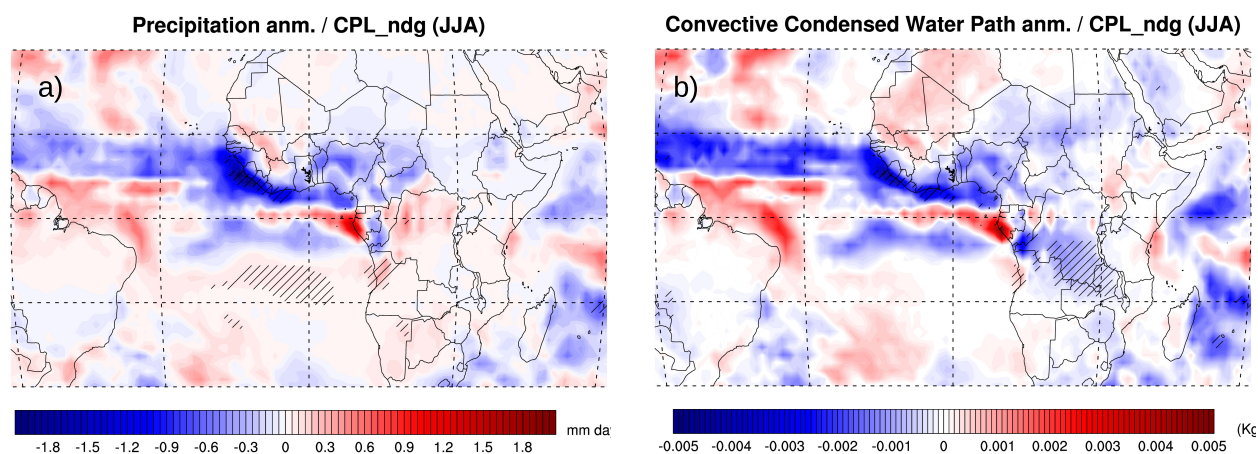 Precipitation anm. / CPL_ndg (JJA)
Convective Condensed Water Path anm. / CPL_ndg (JJA)
a)
b)
-1.8 -1.5 -1.2 -0.9 -0.6 -0.3 0 0.3 0.6 0.9 1.2 1.5 1.8
mm da
-0.005 -0.004 -0.003 -0.002 -0.001 0 0.001 0.002 0.003 0.004 0.005
(Kg